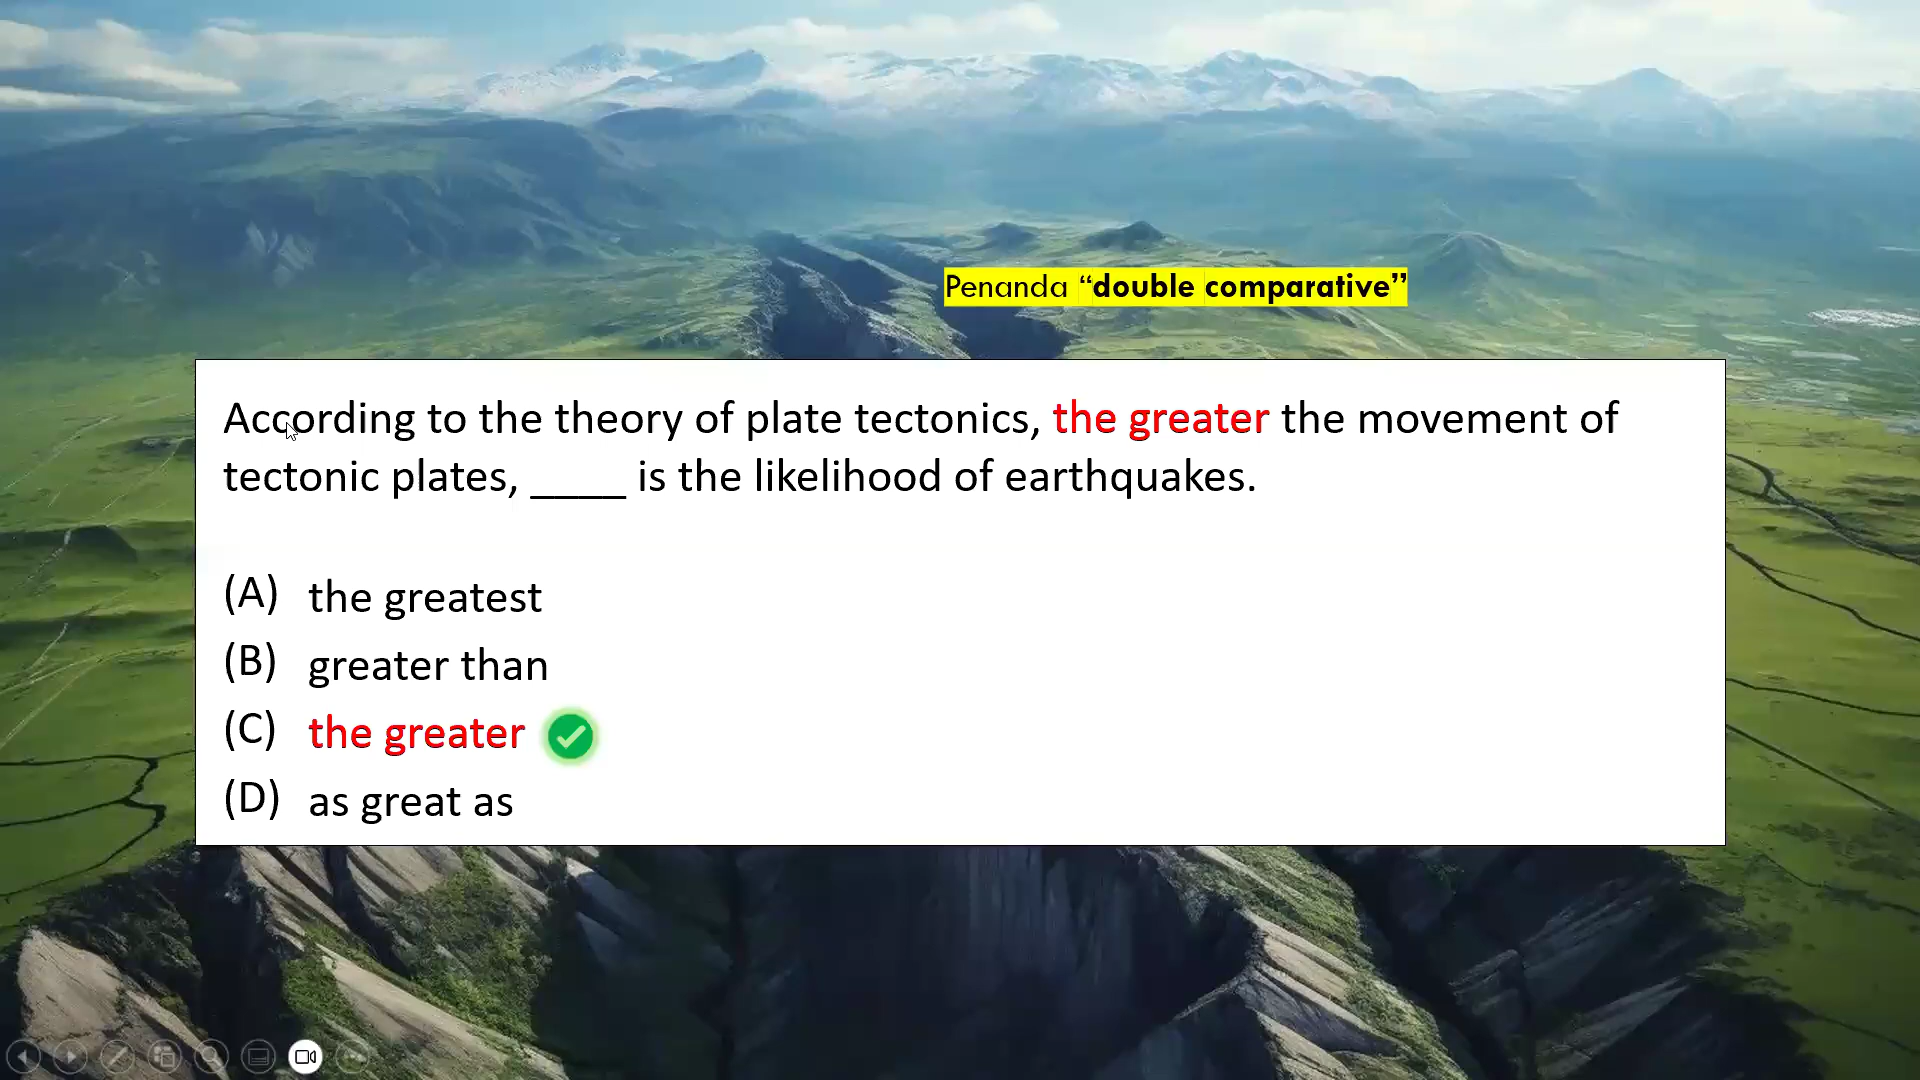 Penanda “double comparative”
According to the theory of plate tectonics, the greater the movement of
tectonic plates, ____ is the likelihood of earthquakes.
(A) the greatest
(B) greater than
(C) the greater
(D) as great as